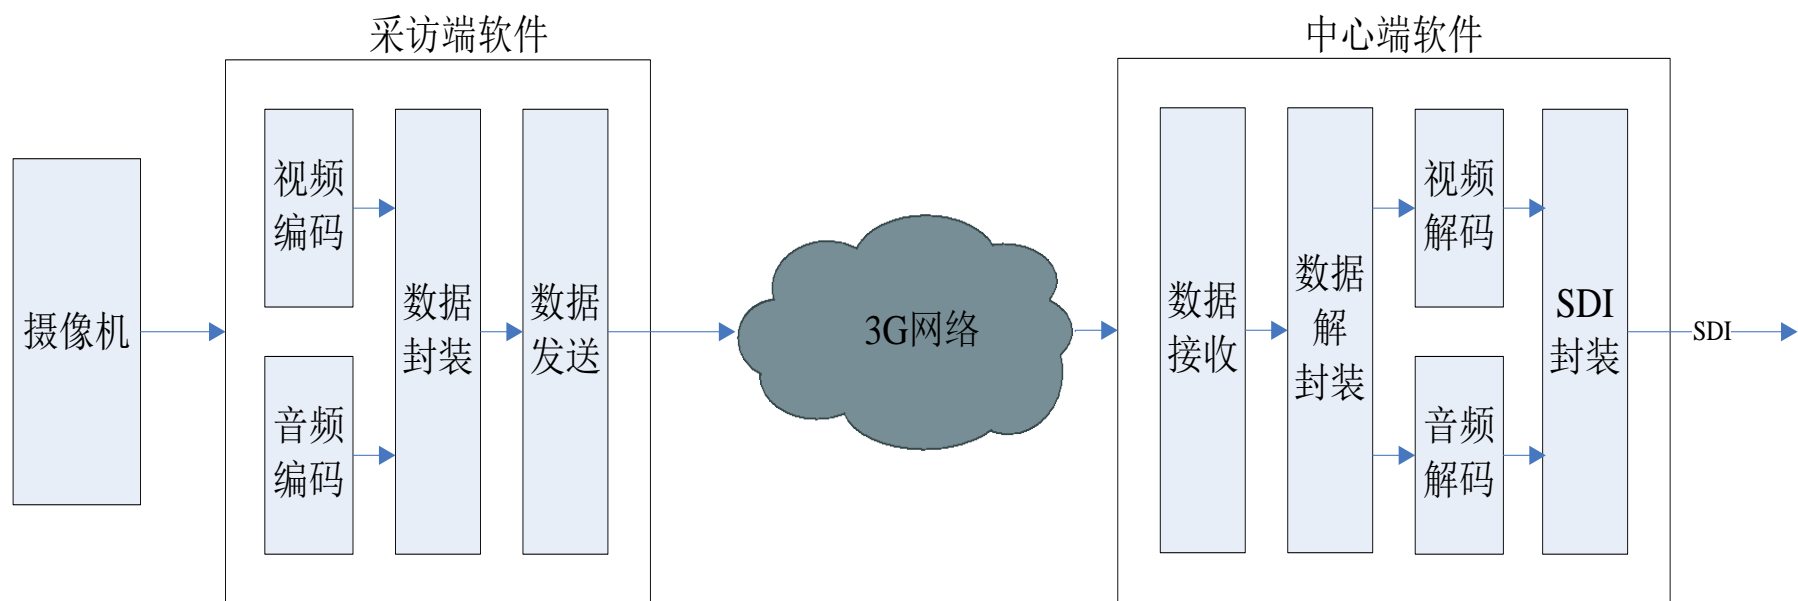 采访端软件
中心端软件
摄像机
视频
编码
音频
编码
数据
封装
数据
发送
3G网络
数据
接收
数据
解
封装
视频
解码
音频
解码
SDI
封装
SDI